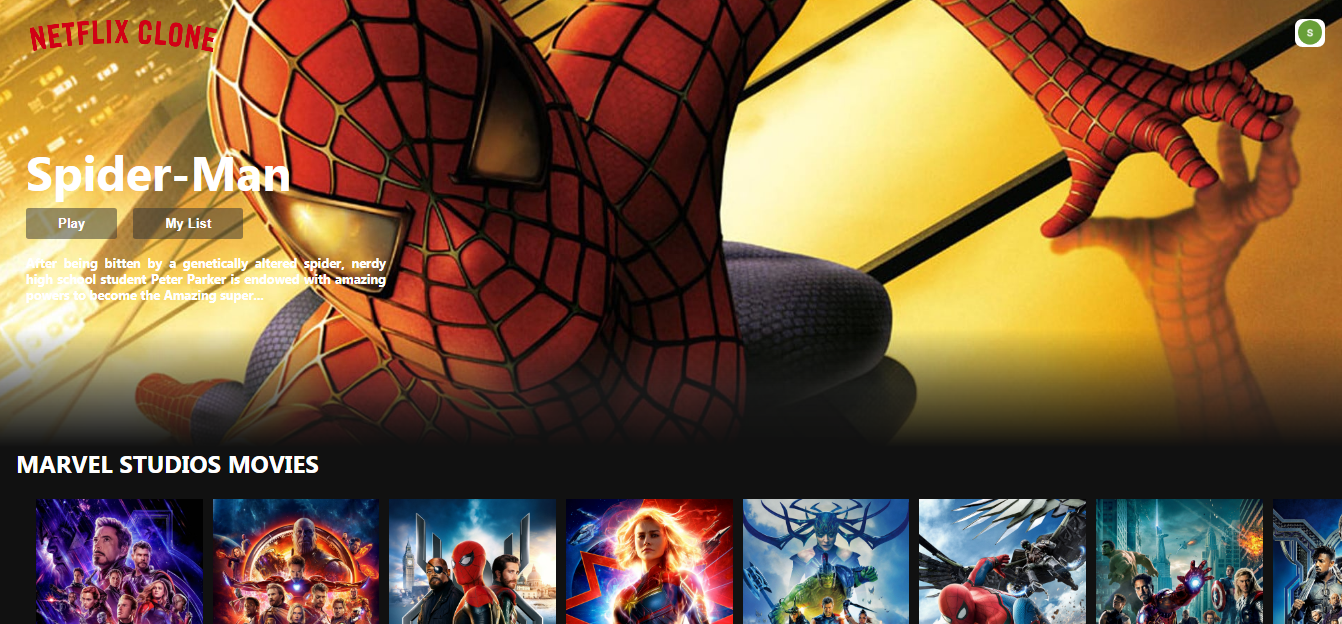 NETFLIX CLONE
S
Spider-Man
Play
My List
After being bitten by a genetically altered spider, nerdy
high school student Peter Parker is endowed with amazing
powers to become the Amazing super...
MARVEL STUDIOS MOVIES